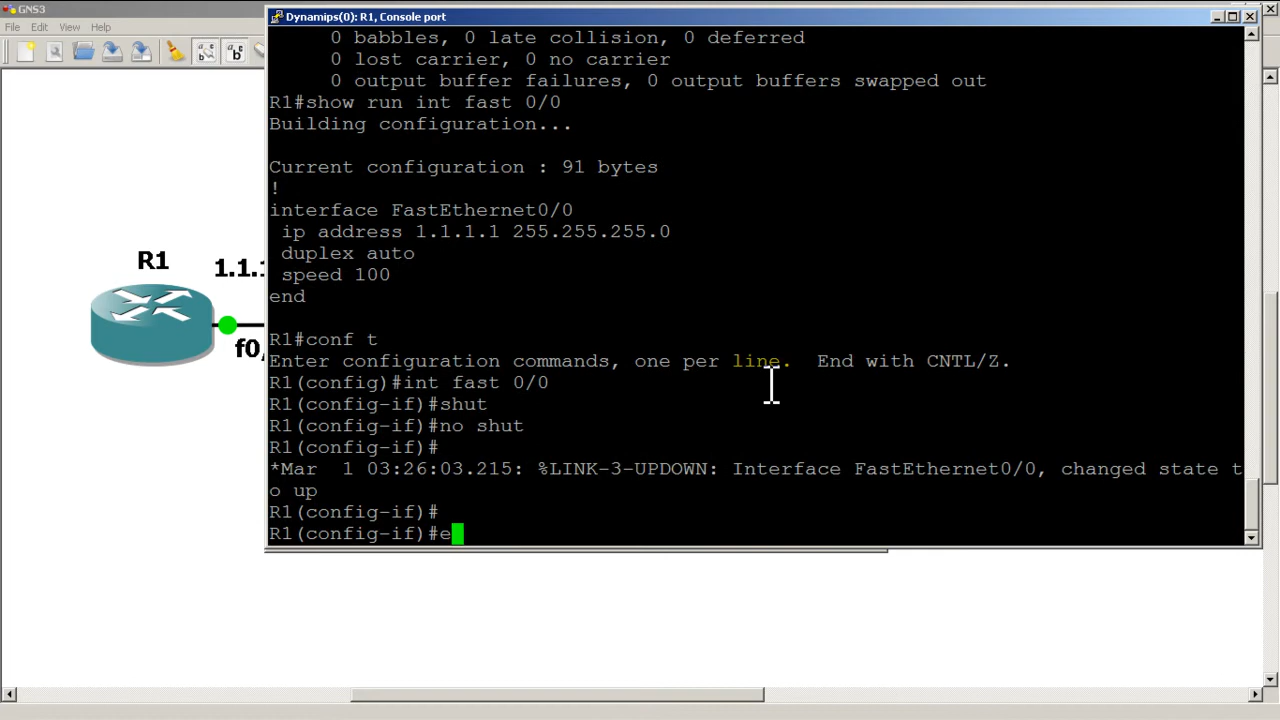 GNS3
File Edit View Help
Dynamips(0): R1, Console port
0 babbles, 0 late collision, 0 deferred
0 lost carrier, 0 no carrier
0 output buffer failures, 0 output buffers swapped out
R1#show run int fast 0/0
Building configuration...
Current configuration : 91 bytes
!
interface FastEthernet0/0
ip address 1.1.1.1 255.255.255.0
duplex auto
speed 100
end
R1#conf t
Enter configuration commands, one per line.  End with CNTL/Z.
R1(config)#int fast 0/0
R1(config-if)#shut
R1(config-if)#no shut
R1(config-if)#
*Mar  1 03:26:03.215: %LINK-3-UPDOWN: Interface FastEthernet0/0, changed state t
o up
R1(config-if)#
R1(config-if)#e
R1
1.1.1
f0/